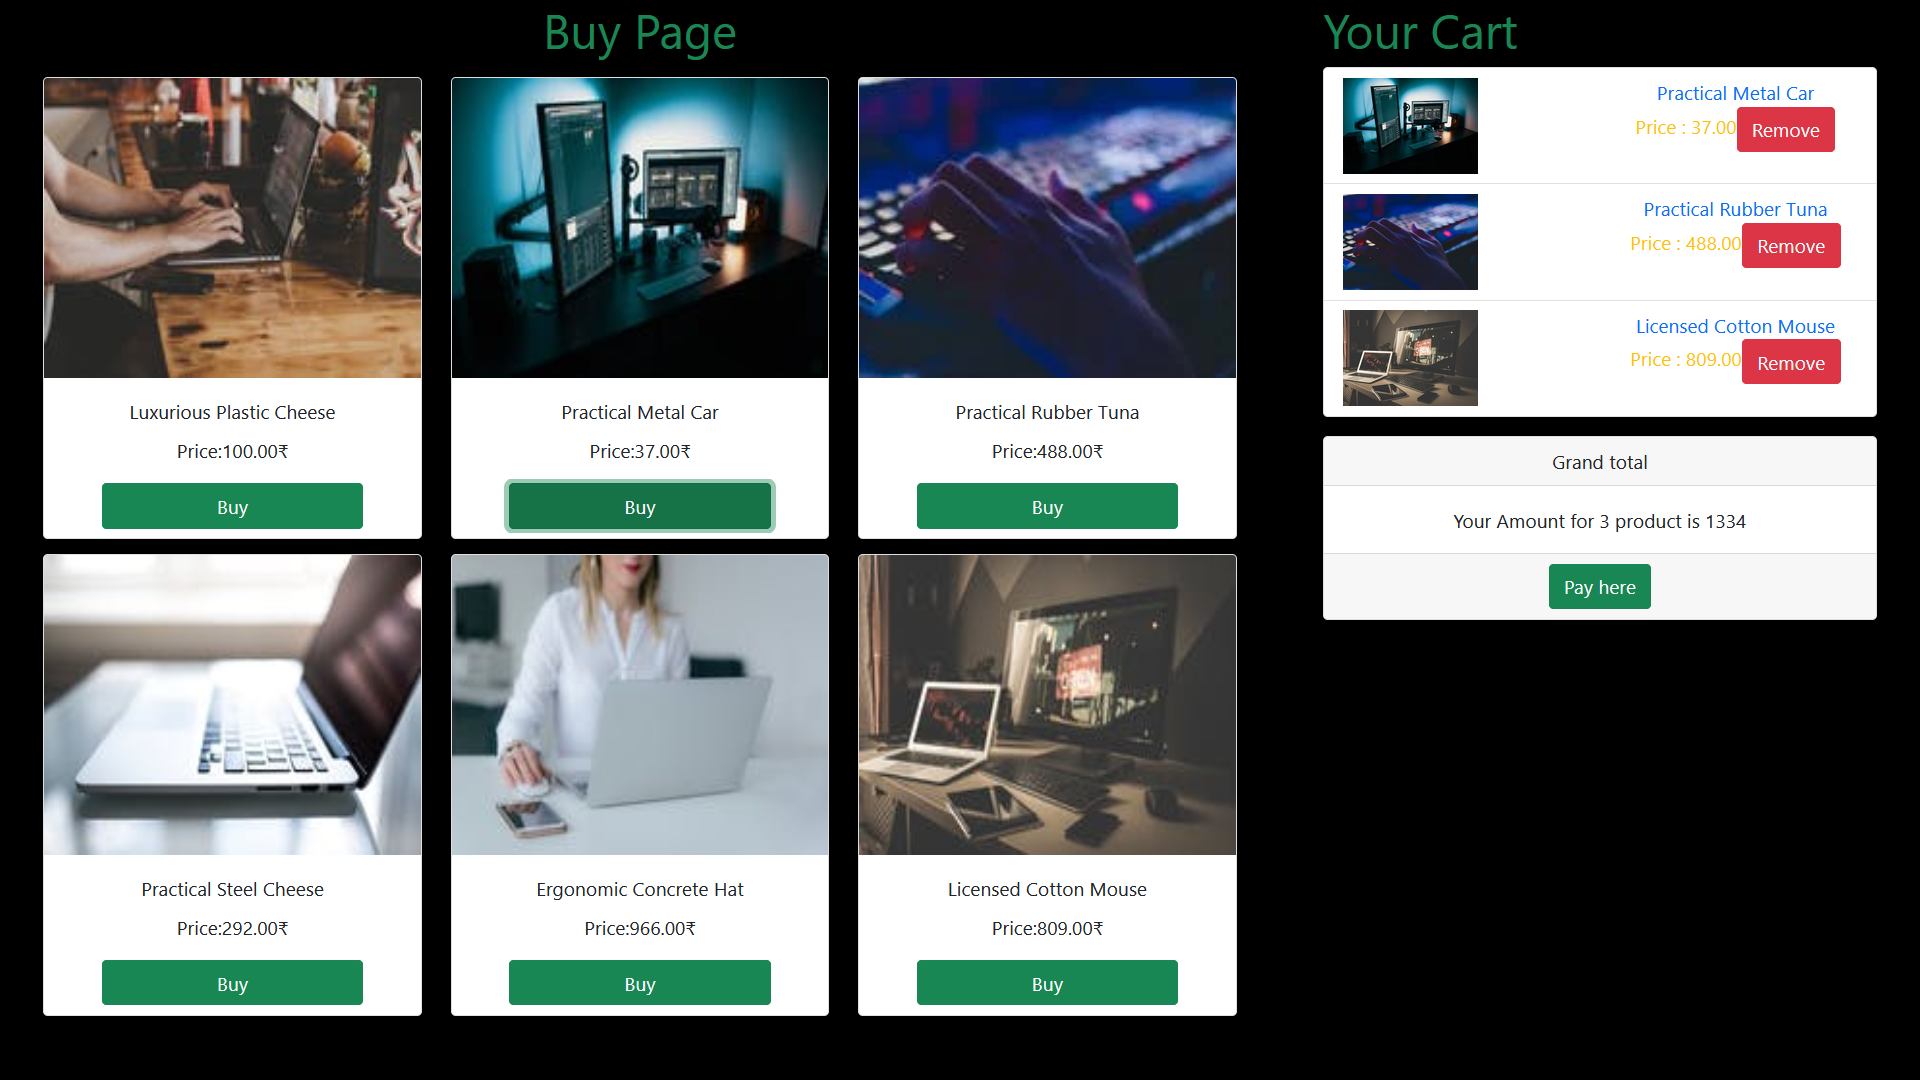 Buy Page
Luxurious Plastic Cheese
Price:100.00₹
Buy
Practical Metal Car
Price:37.00₹
Buy
Practical Rubber Tuna
Price:488.00₹
Buy
Practical Steel Cheese
Price:292.00₹
Buy
Ergonomic Concrete Hat
Price:966.00₹
Buy
Licensed Cotton Mouse
Price:809.00₹
Buy
Your Cart
Practical Metal Car
Price : 37.00 Remove
Practical Rubber Tuna
Price : 488.00 Remove
Licensed Cotton Mouse
Price : 809.00 Remove
Grand total
Your Amount for 3 product is 1334
Pay here